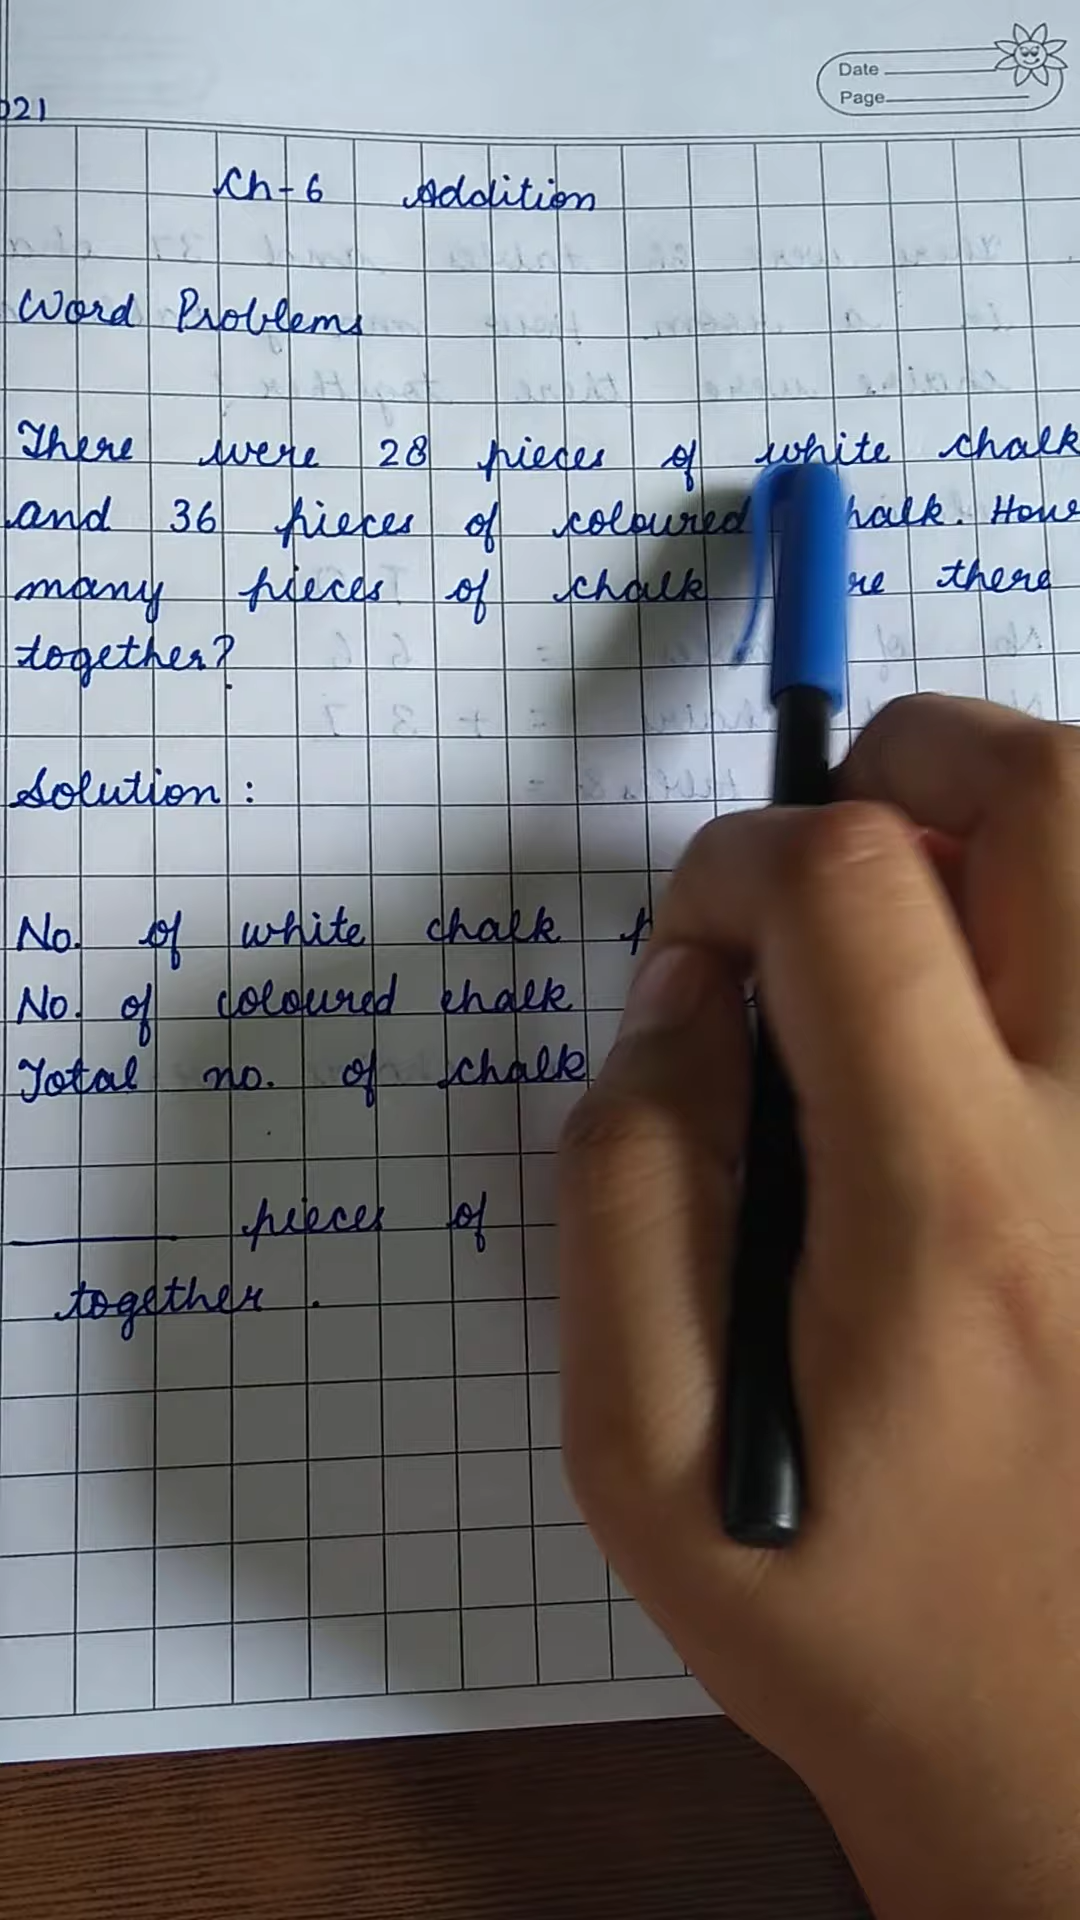 Date
Page
021
Ch-6 Addition
Word Problems
There were 28 pieces of white chalk
and 36 pieces of coloured halk. How
many pieces of chalk re there
together?
Solution :
No. of white chalk p
No. of coloured chalk
Total no. of chalk
pieces of
together.